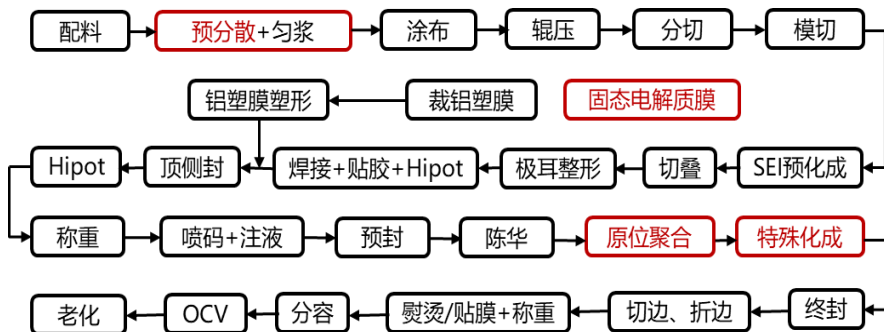 配料
预分散+匀浆
涂布
辊压
分切
模切
铝塑膜塑形
裁铝塑膜
固态电解质膜
Hipot
顶侧封
焊接+贴胶+Hipot
极耳整形
切叠
SEI预化成
称重
喷码+注液
预封
陈华
原位聚合
特殊化成
老化
OCV
分容
熨烫/贴膜+称重
切边、折边
终封